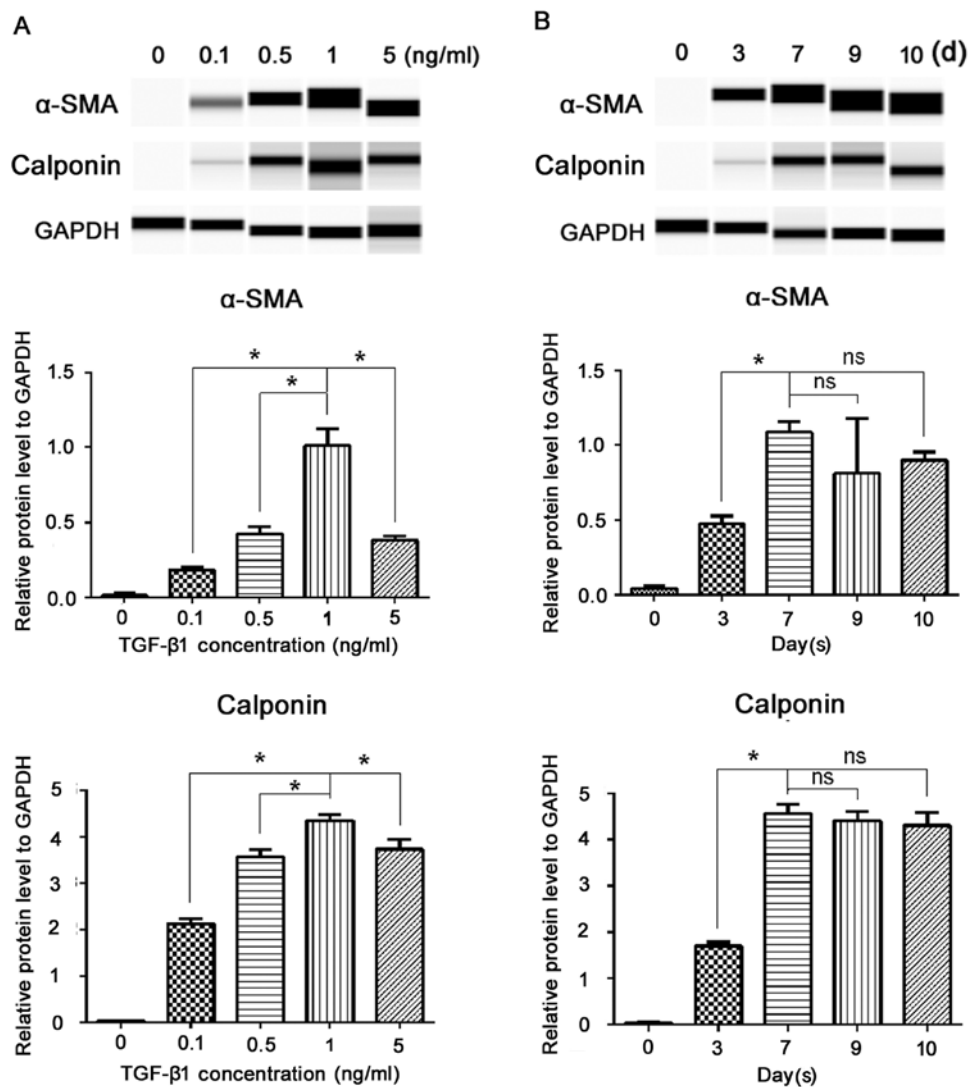 A
0 0.1 0.5 1 5 (ng/ml)
α-SMA
Calponin
GAPDH
α-SMA
Relative protein level to GAPDH
1.5
1.0
0.5
0.0
* *
*
0 0.1 0.5 1 5
TGF-β1 concentration (ng/ml)
Calponin
Relative protein level to GAPDH
5
4
3
2
1
0
* *
*
0 0.1 0.5 1 5
TGF-β1 concentration (ng/ml)
B
0 3 7 9 10 (d)
α-SMA
Calponin
GAPDH
α-SMA
Relative protein level to GAPDH
1.5
1.0
0.5
0.0
* ns
ns
0 3 7 9 10
Day(s)
Calponin
Relative protein level to GAPDH
5
4
3
2
1
0
* ns
ns
0 3 7 9 10
Day(s)